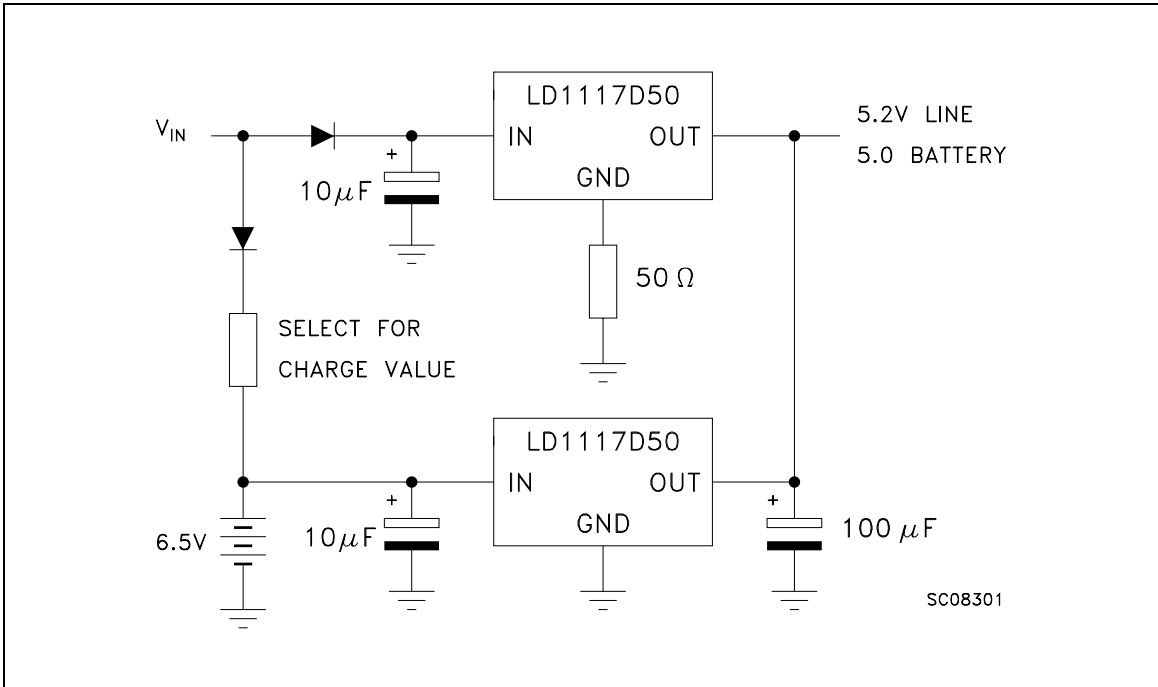 LD1117D50
V_IN
IN
OUT
GND
5.2V LINE
5.0 BATTERY
+
10μF
50 Ω
SELECT FOR
CHARGE VALUE
LD1117D50
IN
OUT
GND
6.5V
+
10μF
+
100 μF
SC08301